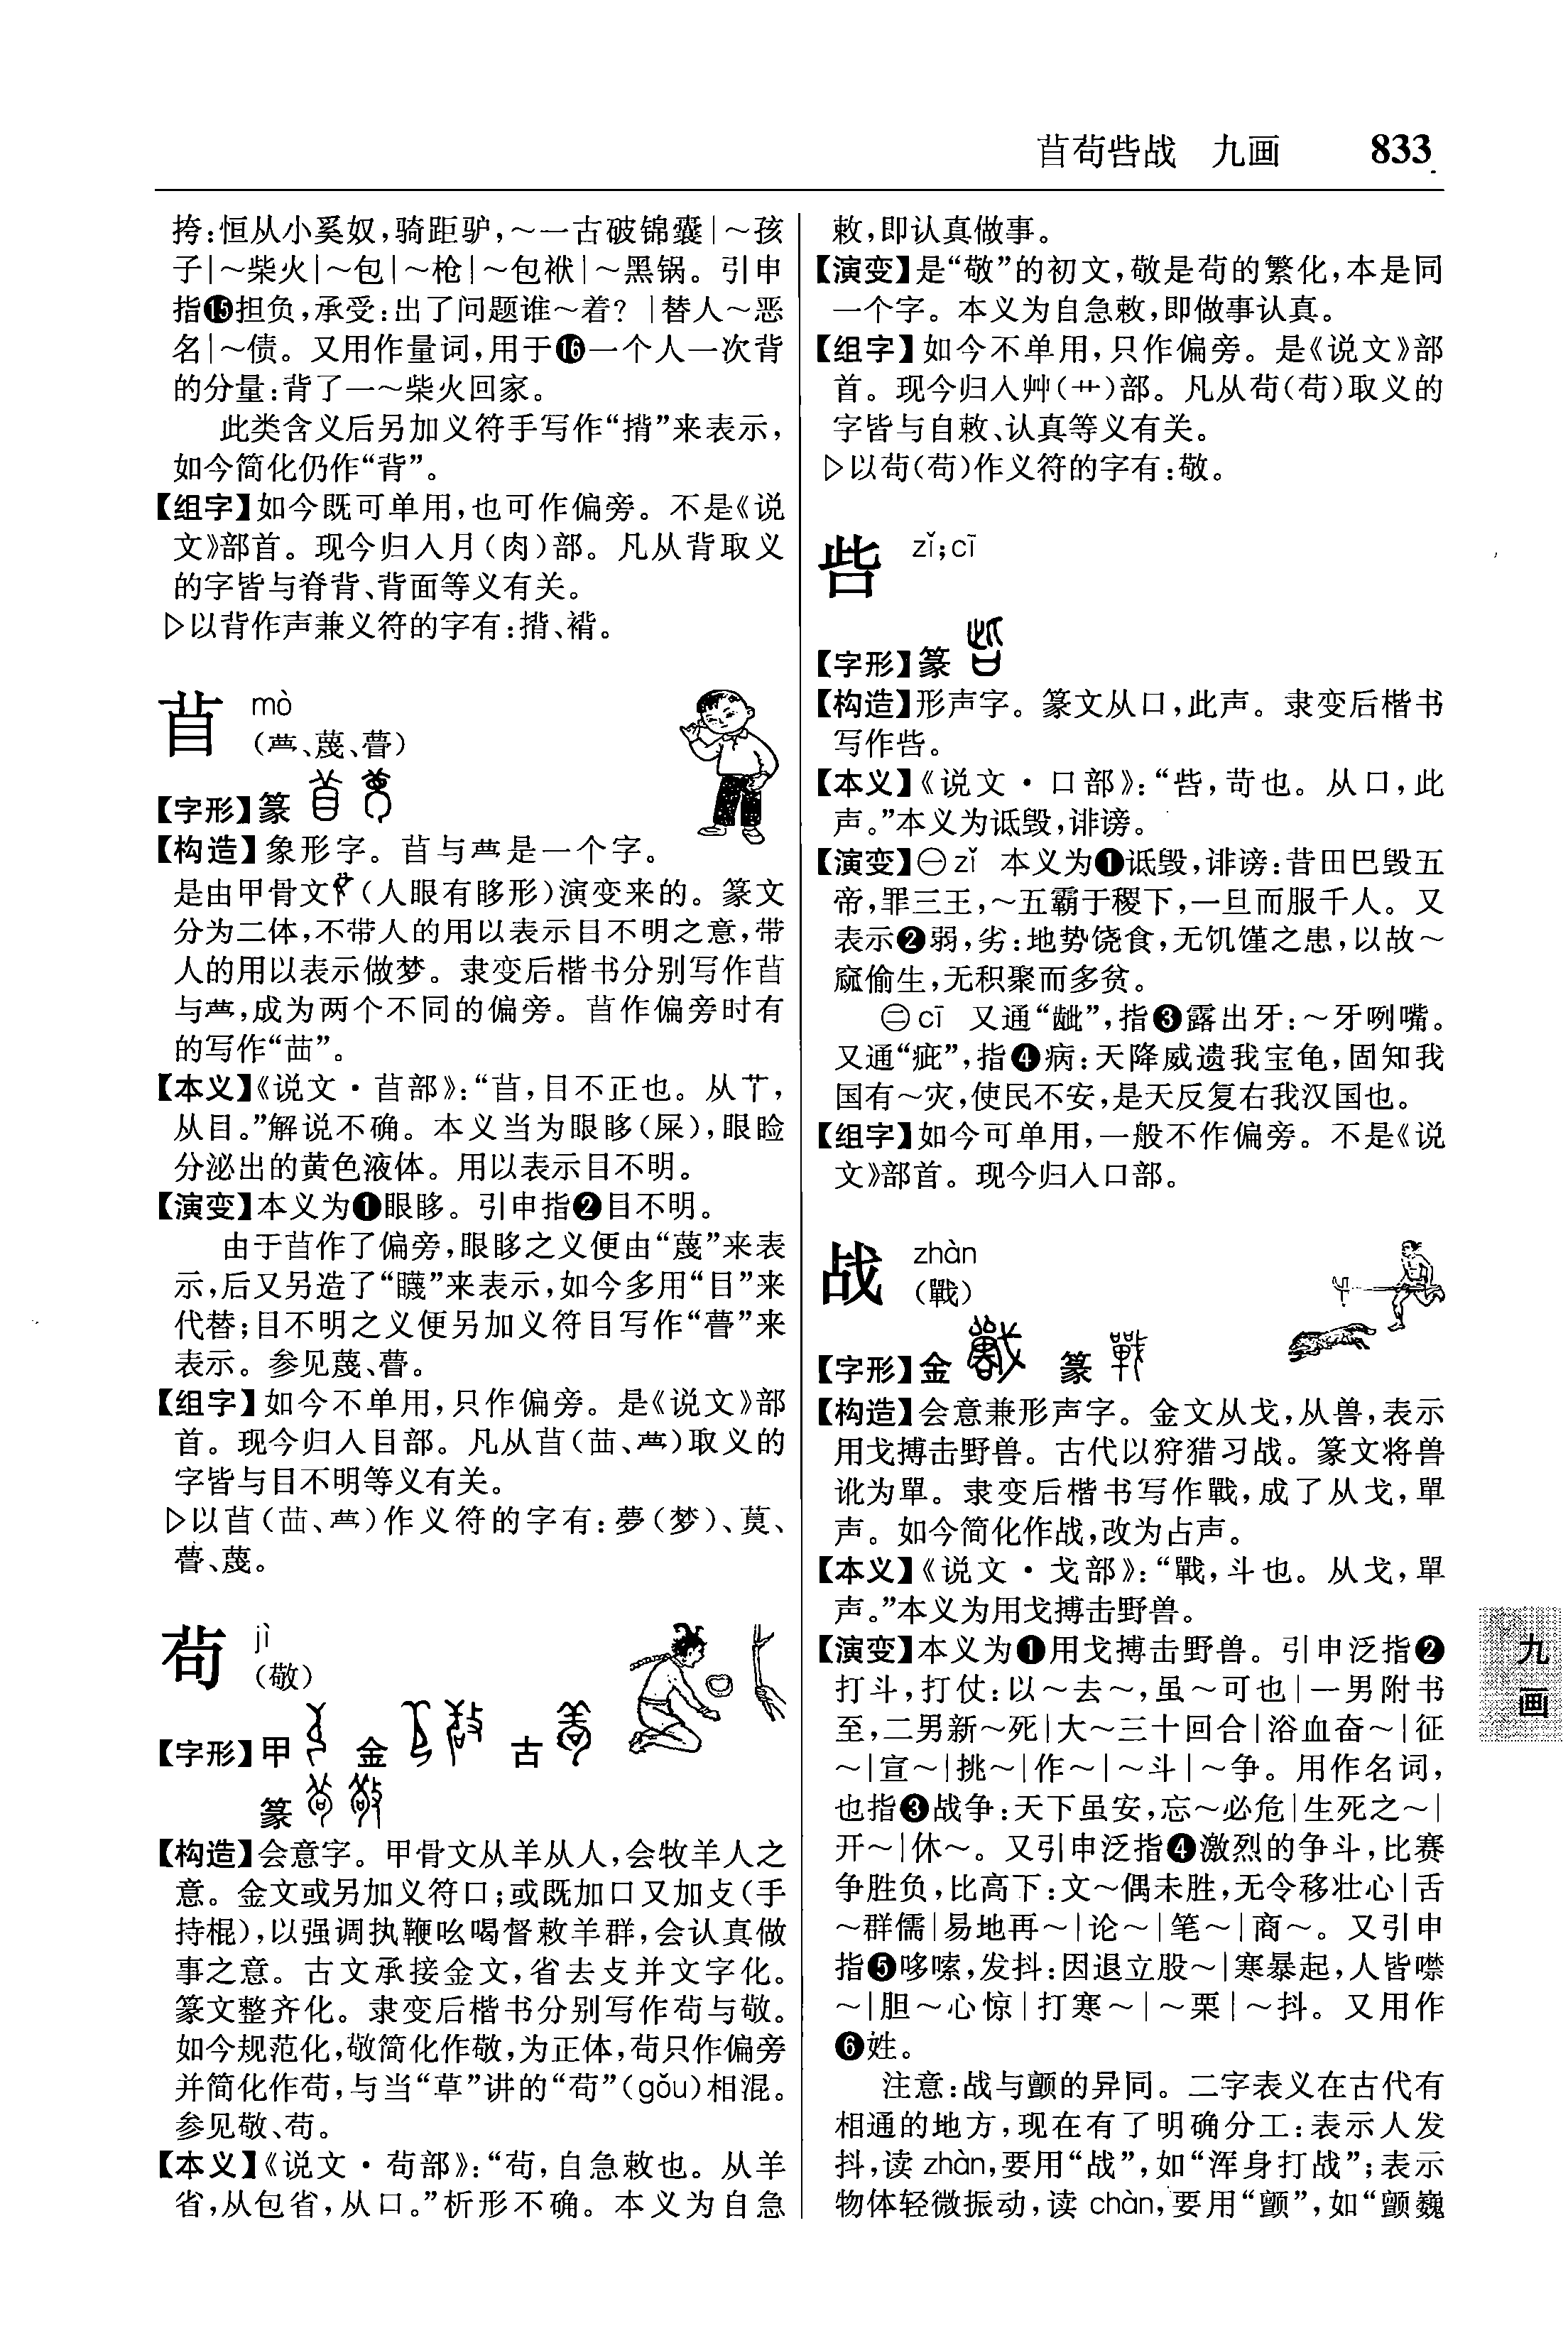 苜苟呰战 九画 833
挎:恒从小奚奴,骑距驴,～一古破锦囊|～孩
子|～柴火|～包|～枪|～包袱|～黑锅。引申
指⓯担负,承受:出了问题谁～着？|替人～恶
名|～债。又用作量词,用于⓰一个人一次背
的分量:背了一～柴火回家。
此类含义后另加义符手写作“揹”来表示,
如今简化仍作“背”。
【组字】如今既可单用,也可作偏旁。不是《说
文》部首。现今归入月(肉)部。凡从背取义
的字皆与脊背、背面等义有关。
▷以背作声兼义符的字有:揹、褙。
苜 mò
(𦭝、蔑、瞢)
【字形】篆
【构造】象形字。苜与𦭝是一个字。
是由甲骨文(人眼有眵形)演变来的。篆文
分为二体,不带人的用以表示目不明之意,带
人的用以表示做梦。隶变后楷书分别写作苜
与,成为两个不同的偏旁。苜作偏旁时有
的写作“”。
【本义】《说文·苜部》:“苜,目不正也。从𦫳,
从目。”解说不确。本义当为眼眵(屎),眼睑
分泌出的黄色液体。用以表示目不明。
【演变】本义为❶眼眵。引申指❷目不明。
由于苜作了偏旁,眼眵之义便由“蔑”来表
示,后又另造了“瞸”来表示,如今多用“目”来
代替;目不明之义便另加义符目写作“瞢”来
表示。参见蔑、瞢。
【组字】如今不单用,只作偏旁。是《说文》部
首。现今归入目部。凡从苜()取义的
字皆与目不明等义有关。
▷以苜()作义符的字有:夢(梦)、莫、
瞢、蔑。
苟 jì
(敬)
【字形】甲 金 古
篆
【构造】会意字。甲骨文从羊从人,会牧羊人之
意。金文或另加义符口;或既加口又加攴(手
持棍),以强调执鞭吆喝督敕羊群,会认真做
事之意。古文承接金文,省去攴并文字化。
篆文整齐化。隶变后楷书分别写作茍与敬。
如今规范化,敬简化作敬,为正体,茍只作偏旁
并简化作苟,与当“草”讲的“苟”(gǒu)相混。
参见敬、苟。
【本义】《说文·茍部》:“茍,自急敕也。从羊
省,从包省,从口。”析形不确。本义为自急
敕,即认真做事。
【演变】是“敬”的初文,敬是茍的繁化,本是同
一个字。本义为自急敕,即做事认真。
【组字】如今不单用,只作偏旁。是《说文》部
首。现今归入艸(艹)部。凡从茍(苟)取义的
字皆与自敕、认真等义有关。
▷以茍(苟)作义符的字有:敬。
呰 zǐ;cī
【字形】篆
【构造】形声字。篆文从口,此声。隶变后楷书
写作呰。
【本义】《说文·口部》:“呰,苛也。从口,此
声。”本义为诋毁,诽谤。
【演变】㊀zǐ 本义为❶诋毁,诽谤:昔田巴毁五
帝,罪三王,～五霸于稷下,一旦而服千人。又
表示❷弱,劣:地势饶食,无饥馑之患,以故～
窳偷生,无积聚而多贫。
㊁cī 又通“龇”,指❸露出牙:～牙咧嘴。
又通“疵”,指❹病:天降威遗我宝龟,固知我
国有～灾,使民不安,是天反复右我汉国也。
【组字】如今可单用,一般不作偏旁。不是《说
文》部首。现今归入口部。
战 zhàn
(戰)
【字形】金 篆
【构造】会意兼形声字。金文从戈,从兽,表示
用戈搏击野兽。古代以狩猎习战。篆文将兽
讹为單。隶变后楷书写作戰,成了从戈,單
声。如今简化作战,改为占声。
【本义】《说文·戈部》:“戰,斗也。从戈,單
声。”本义为用戈搏击野兽。
【演变】本义为❶用戈搏击野兽。引申泛指❷
打斗,打仗:以～去～,虽～可也|一男附书
至,二男新～死|大～三十回合|浴血奋～|征
～|宣～|挑～|作～|～斗|～争。用作名词,
也指❸战争:天下虽安,忘～必危|生死之～|
开～|休～。又引申泛指❹激烈的争斗,比赛
争胜负,比高下:文～偶未胜,无令移壮心|舌
～群儒|易地再～|论～|笔～|商～。又引申
指❺哆嗦,发抖:因退立股～|寒暴起,人皆噤
～|胆～心惊|打寒～|～栗|～抖。又用作
❻姓。
注意:战与颤的异同。二字表义在古代有
相通的地方,现在有了明确分工:表示人发
抖,读 zhàn,要用“战”,如“浑身打战”;表示
物体轻微振动,读 chàn,要用“颤”,如“颤巍
九画